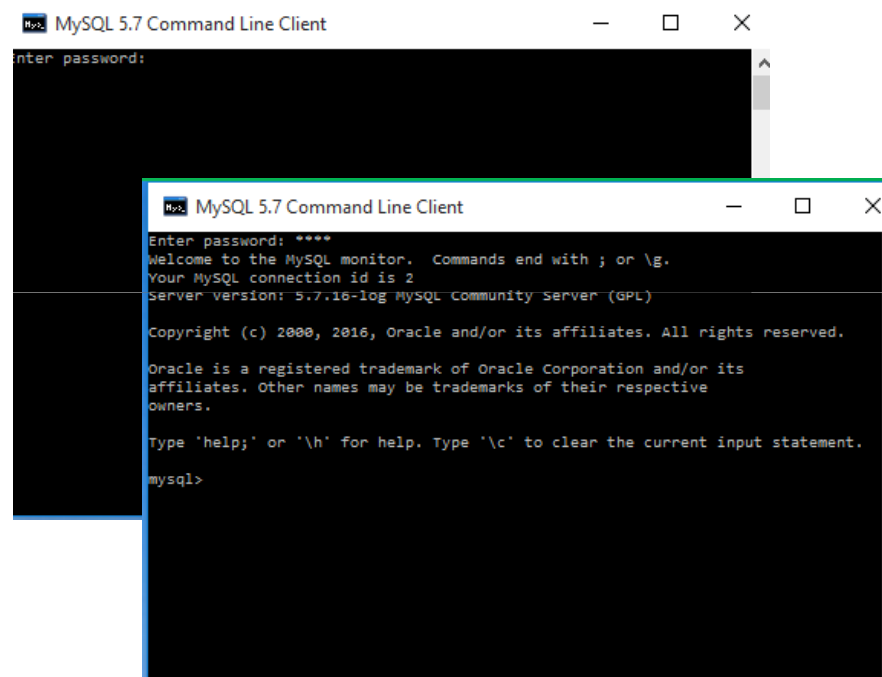 MySQL 5.7 Command Line Client
Enter password:
MySQL 5.7 Command Line Client
Enter password: ****
Welcome to the MySQL monitor.  Commands end with ; or \g.
Your MySQL connection id is 2
Server version: 5.7.16-log MySQL Community Server (GPL)
Copyright (c) 2000, 2016, Oracle and/or its affiliates. All rights reserved.
Oracle is a registered trademark of Oracle Corporation and/or its
affiliates. Other names may be trademarks of their respective
owners.
Type 'help;' or '\h' for help. Type '\c' to clear the current input statement.
mysql>